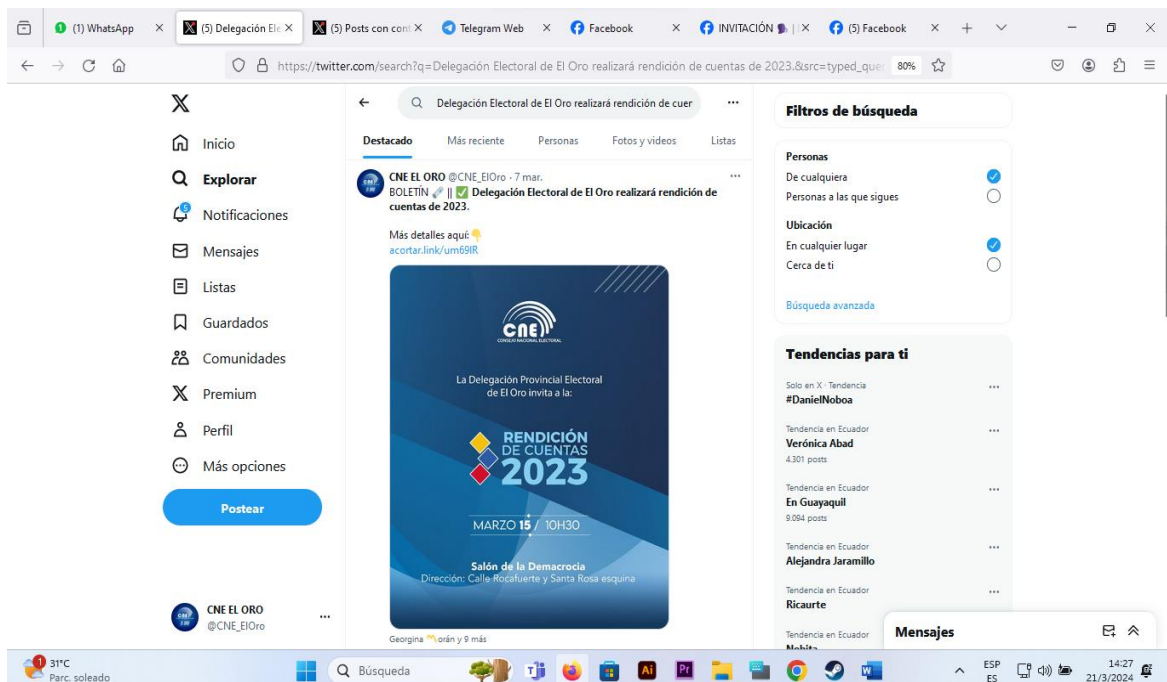 (1) WhatsApp
(5) Delegación Ele
(5) Posts con cont
Telegram Web
Facebook
INVITACIÓN
(5) Facebook
https://twitter.com/search?q=Delegación Electoral de El Oro realizará rendición de cuentas de 2023.&src=typed_quer
80%
Inicio
Explorar
5
Notificaciones
Mensajes
Listas
Guardados
Comunidades
Premium
Perfil
Más opciones
Postear
CNE EL ORO
@CNE_ElOro
Delegación Electoral de El Oro realizará rendición de cuer
Destacado
Más reciente
Personas
Fotos y videos
Listas
CNE EL ORO @CNE_ElOro · 7 mar.
BOLETÍN 🗞 || ✅ Delegación Electoral de El Oro realizará rendición de
cuentas de 2023.
Más detalles aquí: 👇
acortar.link/um69IR
CNE
CONSEJO NACIONAL ELECTORAL
La Delegación Provincial Electoral
de El Oro invita a la:
RENDICIÓN
DE CUENTAS
2023
MARZO 15 / 10H30
Salón de la Demacrocia
Dirección: Calle Rocafuerte y Santa Rosa esquina
Georgina orán y 9 más
Filtros de búsqueda
Personas
De cualquiera
Personas a las que sigues
Ubicación
En cualquier lugar
Cerca de ti
Búsqueda avanzada
Tendencias para ti
Solo en X · Tendencia
#DanielNoboa
Tendencia en Ecuador
Verónica Abad
4.301 posts
Tendencia en Ecuador
En Guayaquil
9.094 posts
Tendencia en Ecuador
Alejandra Jaramillo
Tendencia en Ecuador
Ricaurte
Tendencia en Ecuador
Mensajes
1
31°C
Parc. soleado
Búsqueda
ESP
ES
14:27
21/3/2024